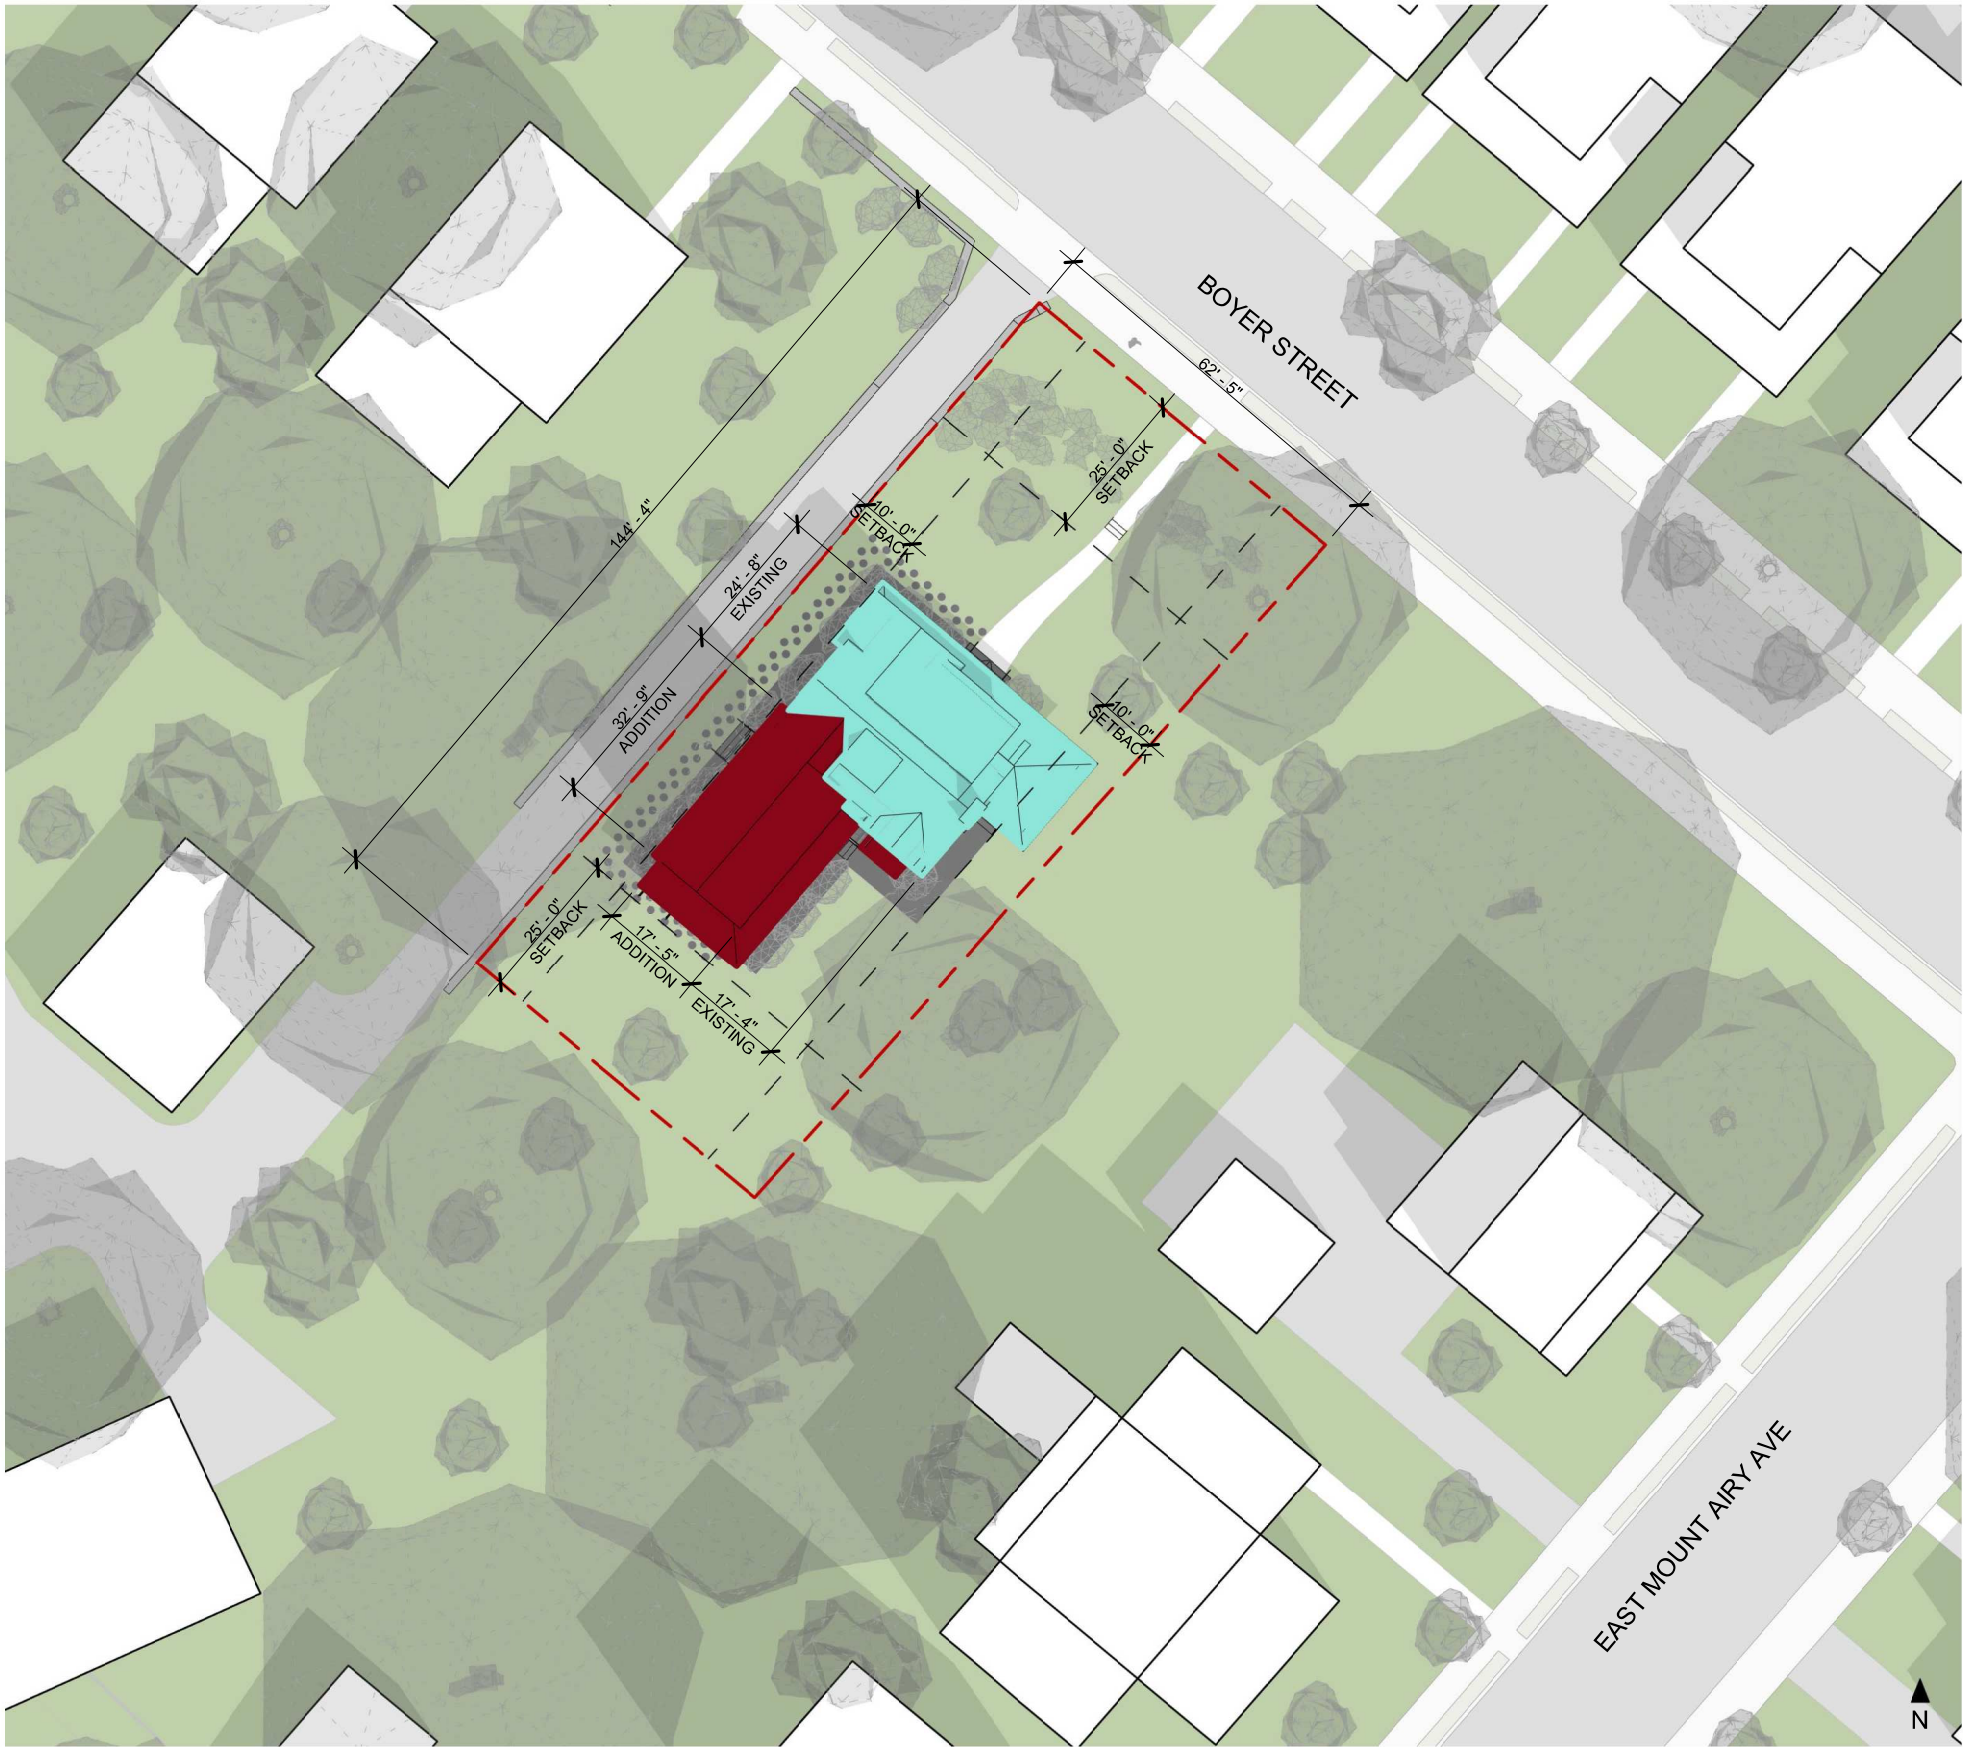 BOYER STREET
62' - 5"
25' - 0"
SETBACK
144' - 4"
10' - 0"
SETBACK
24' - 8"
EXISTING
32' - 9"
ADDITION
10' - 0"
SETBACK
25' - 0"
SETBACK
17' - 5"
ADDITION
17' - 4"
EXISTING
EAST MOUNT AIRY AVE
N